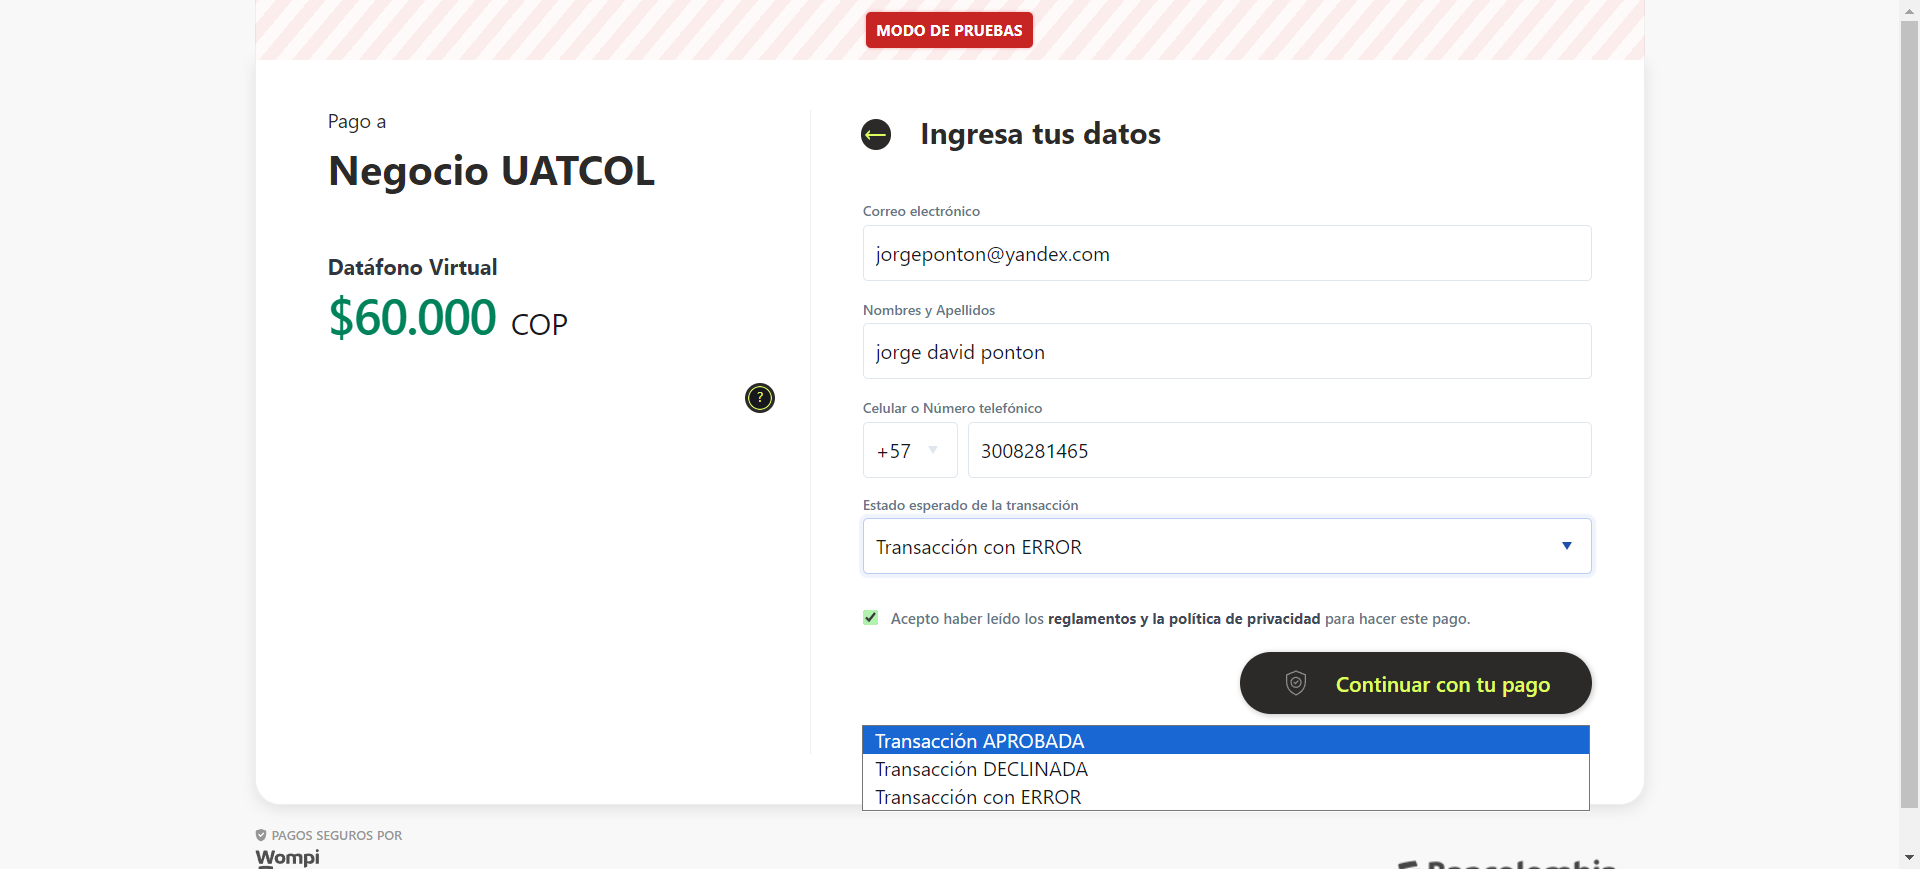 MODO DE PRUEBAS
Pago a
Negocio UATCOL
Datáfono Virtual
$60.000 COP
?
Ingresa tus datos
Correo electrónico
jorgeponton@yandex.com
Nombres y Apellidos
jorge david ponton
Celular o Número telefónico
+57 3008281465
Estado esperado de la transacción
Transacción con ERROR
Acepto haber leído los reglamentos y la política de privacidad para hacer este pago.
Continuar con tu pago
Transacción APROBADA
Transacción DECLINADA
Transacción con ERROR
PAGOS SEGUROS POR
Wompi